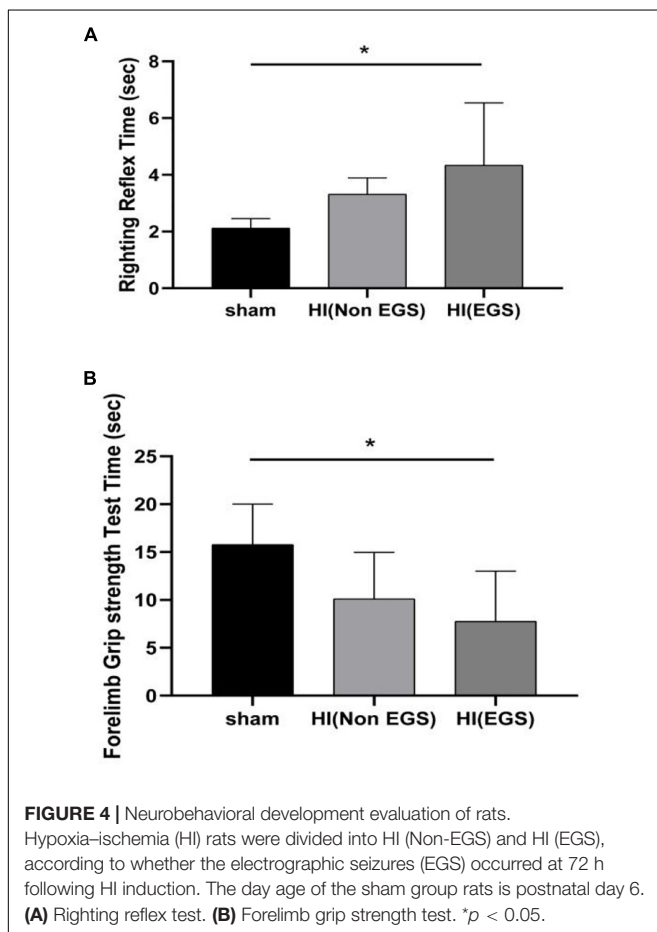 A
Righting Reflex Time (sec)
8
6
4
2
0
*
sham HI(Non EGS) HI(EGS)
B
Forelimb Grip strength Test Time (sec)
25
20
15
10
5
0
*
sham HI(Non EGS) HI(EGS)
FIGURE 4 | Neurobehavioral development evaluation of rats.
Hypoxia–ischemia (HI) rats were divided into HI (Non-EGS) and HI (EGS),
according to whether the electrographic seizures (EGS) occurred at 72 h
following HI induction. The day age of the sham group rats is postnatal day 6.
(A) Righting reflex test. (B) Forelimb grip strength test. *p < 0.05.